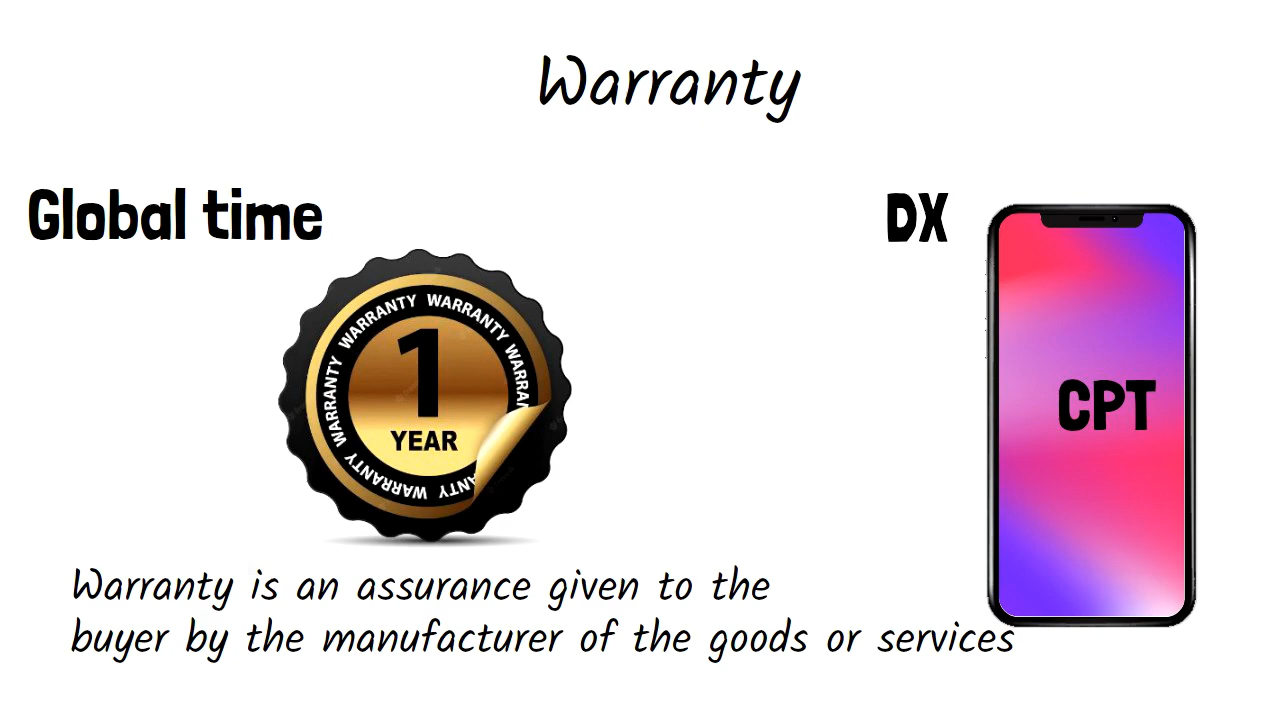 Warranty
Global time
DX
WARRANTY WARRANTY WARRAN
WARRANTY WARRANTY
1
YEAR
CPT
Warranty is an assurance given to the
buyer by the manufacturer of the goods or services